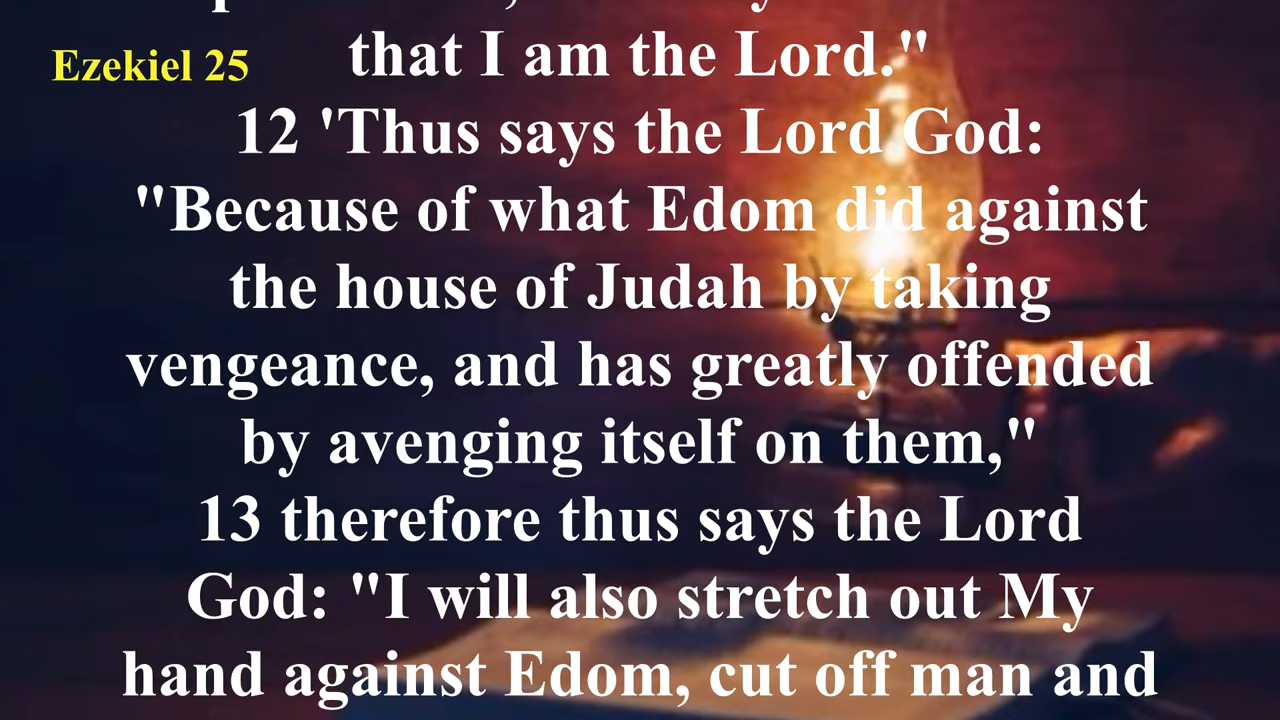 Ezekiel 25
that I am the Lord."
12 'Thus says the Lord God:
"Because of what Edom did against
the house of Judah by taking
vengeance, and has greatly offended
by avenging itself on them,"
13 therefore thus says the Lord
God: "I will also stretch out My
hand against Edom, cut off man and